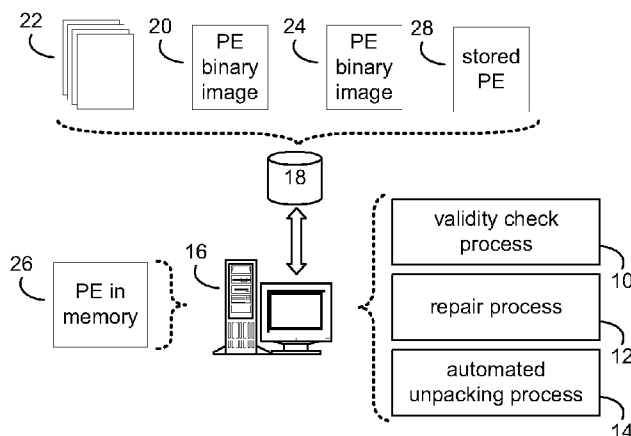 22
20
PE
binary
image
24
PE
binary
image
28
stored
PE
18
26
PE in
memory
16
validity check
process
10
repair process
12
automated
unpacking process
14